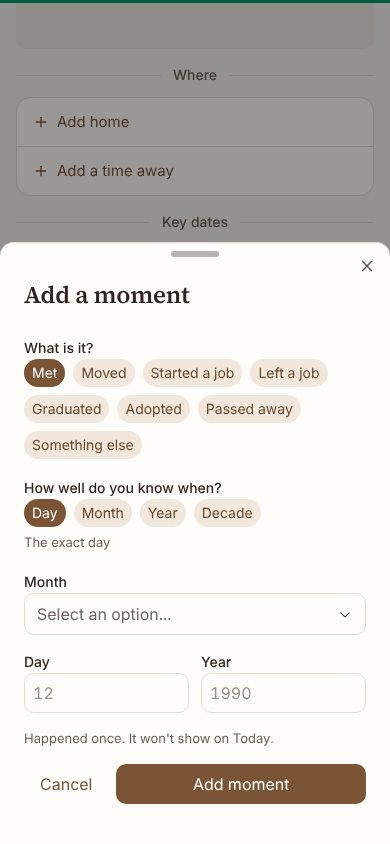 Where
+ Add home
+ Add a time away
Key dates
Add a moment
What is it?
Met Moved Started a job Left a job
Graduated Adopted Passed away
Something else
How well do you know when?
Day Month Year Decade
The exact day
Month
Select an option...
Day Year
12 1990
Happened once. It won't show on Today.
Cancel Add moment